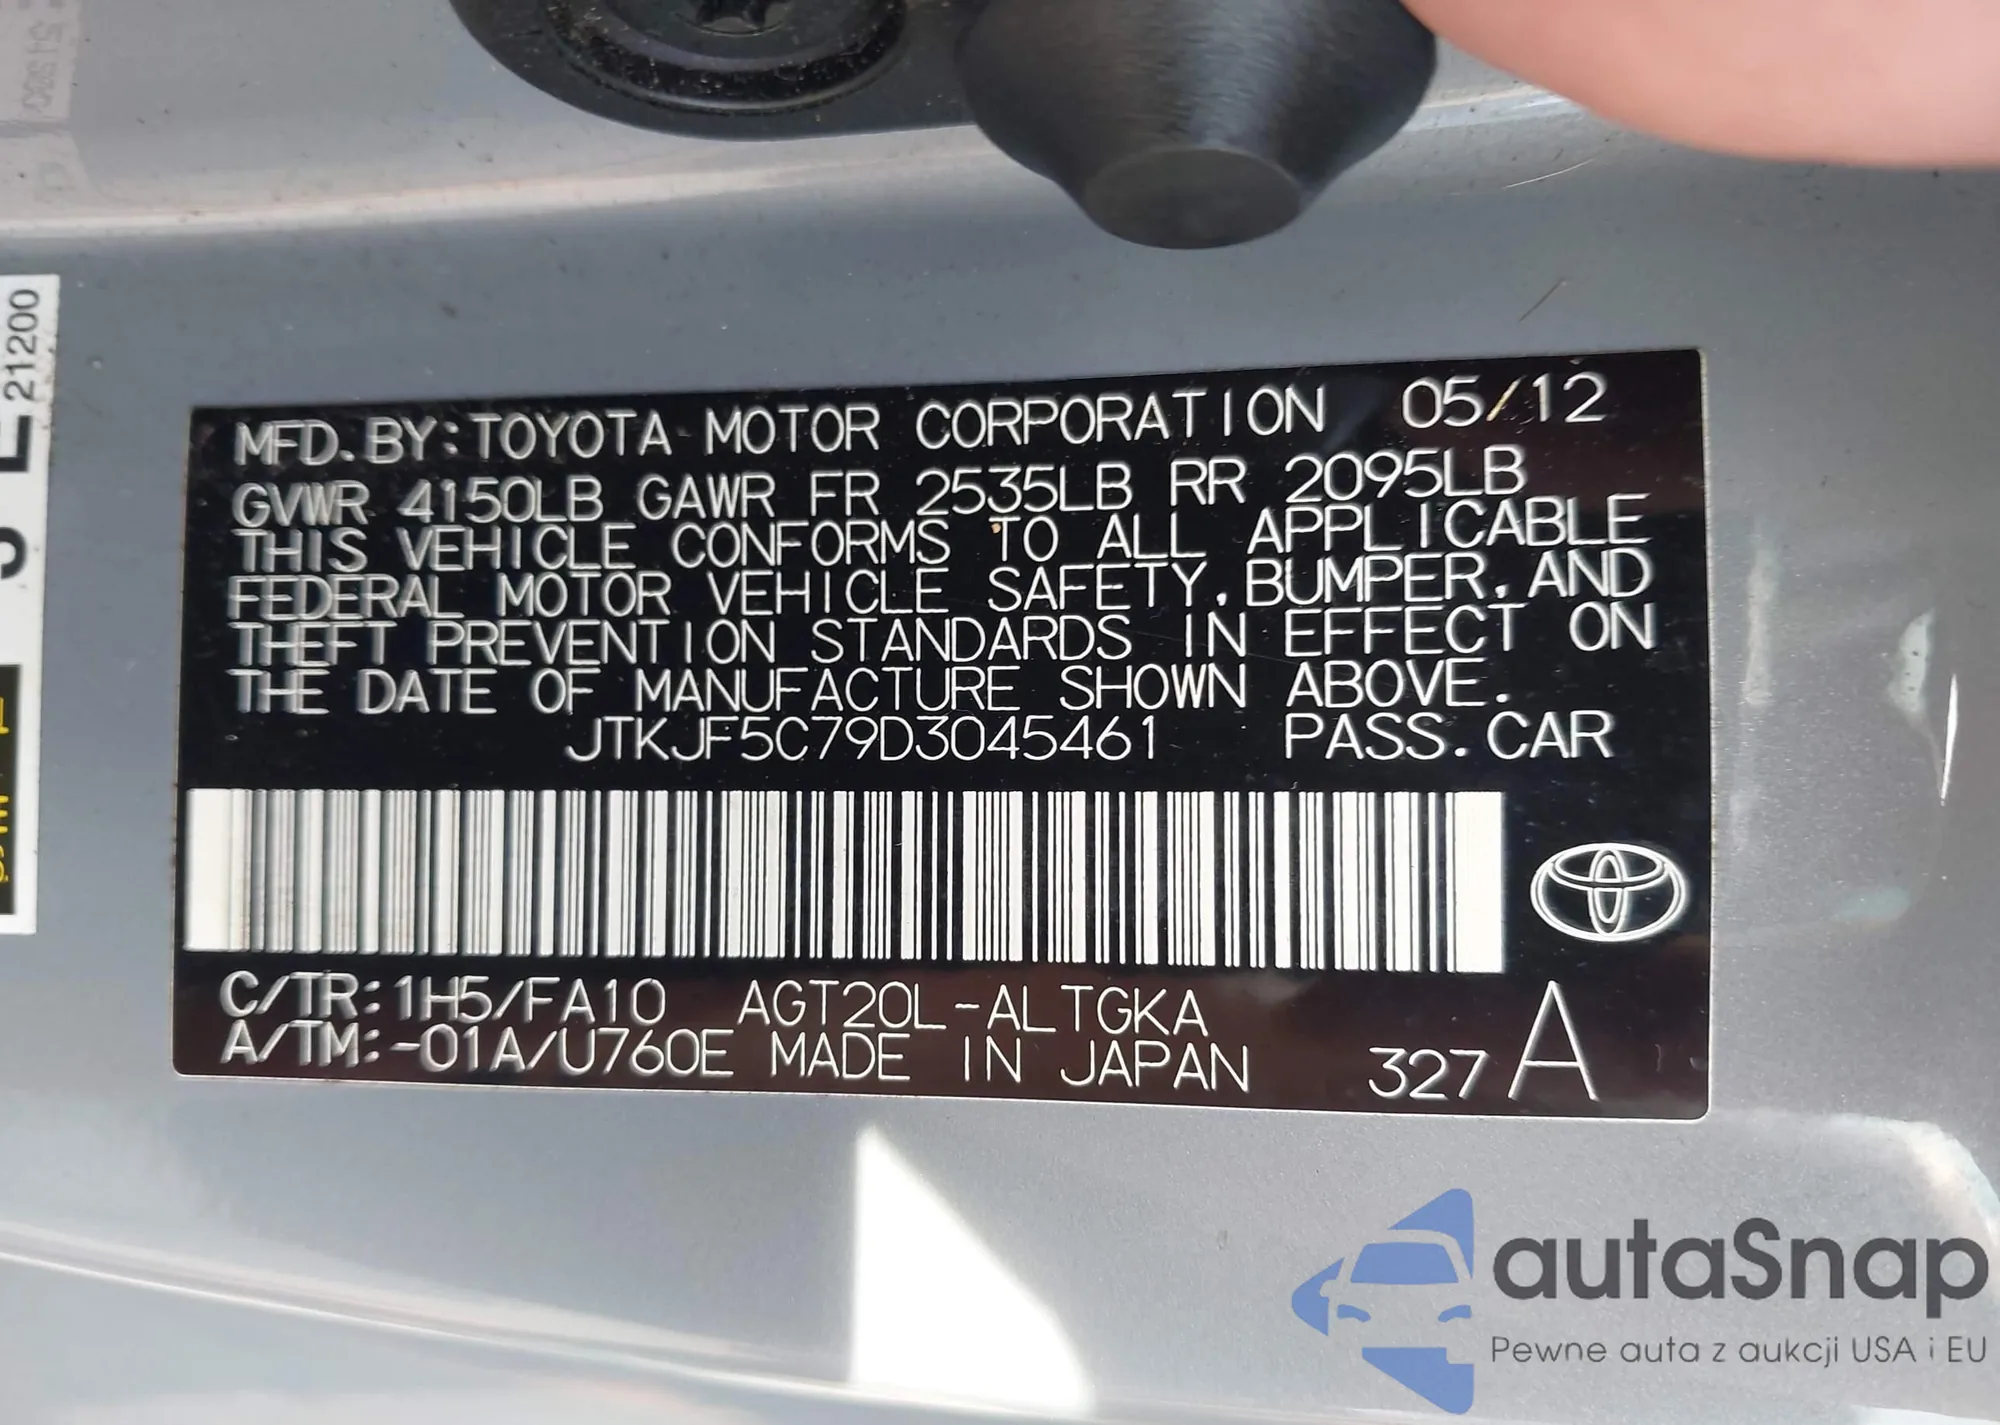 21200
MFD. BY: TOYOTA MOTOR CORPORATION 05/12
GVWR 4150LB GAWR FR 2535LB RR 2095LB
THIS VEHICLE CONFORMS TO ALL APPLICABLE
FEDERAL MOTOR VEHICLE SAFETY, BUMPER, AND
THEFT PREVENTION STANDARDS IN EFFECT ON
THE DATE OF MANUFACTURE SHOWN ABOVE.
JTKJF5C79D3045461 PASS. CAR
C/TR: 1H5/FA10 AGT20L-ALTGKA
A/TM: -01A/U760E MADE IN JAPAN 327 A
autaSnap
Pewne auta z aukcji USA i EU